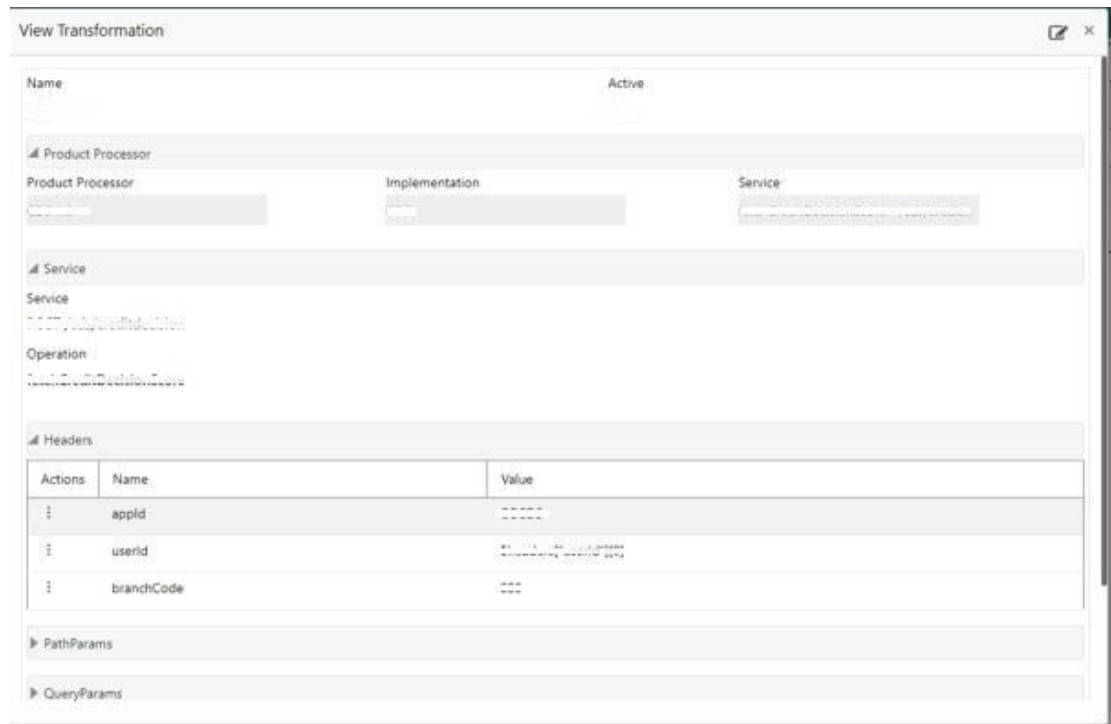 View Transformation
Name Active
Product Processor
Product Processor Implementation Service
Service
Service
Operation
Headers
Actions Name Value
appId
userId
branchCode
PathParams
QueryParams